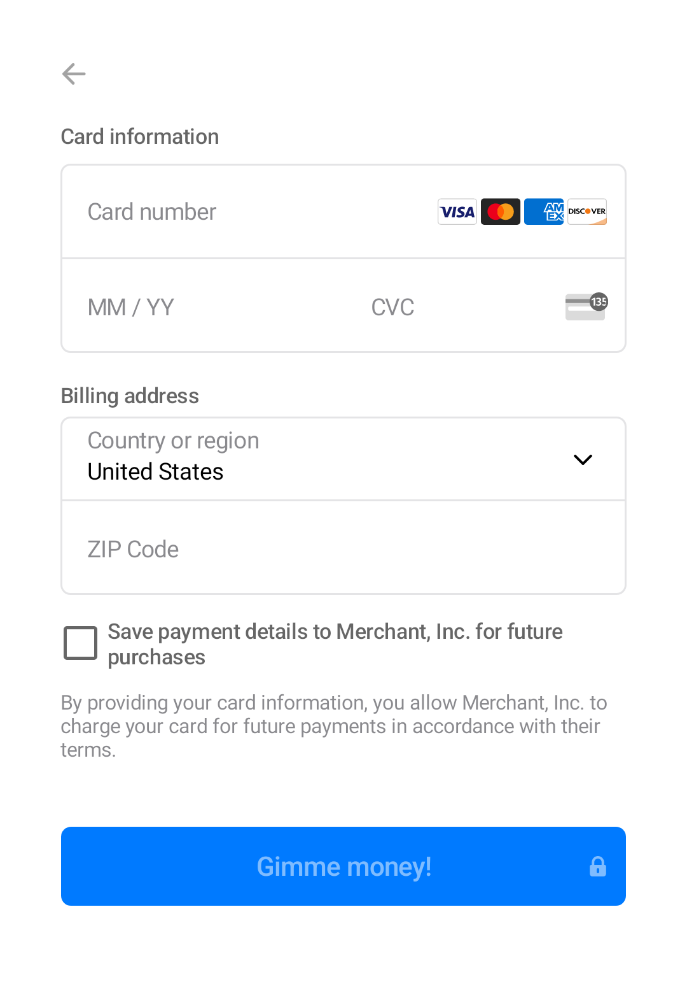 Card information
Card number VISA AM EX DISCOVER
MM / YY CVC 135
Billing address
Country or region
United States
ZIP Code
Save payment details to Merchant, Inc. for future
purchases
By providing your card information, you allow Merchant, Inc. to
charge your card for future payments in accordance with their
terms.
Gimme money!